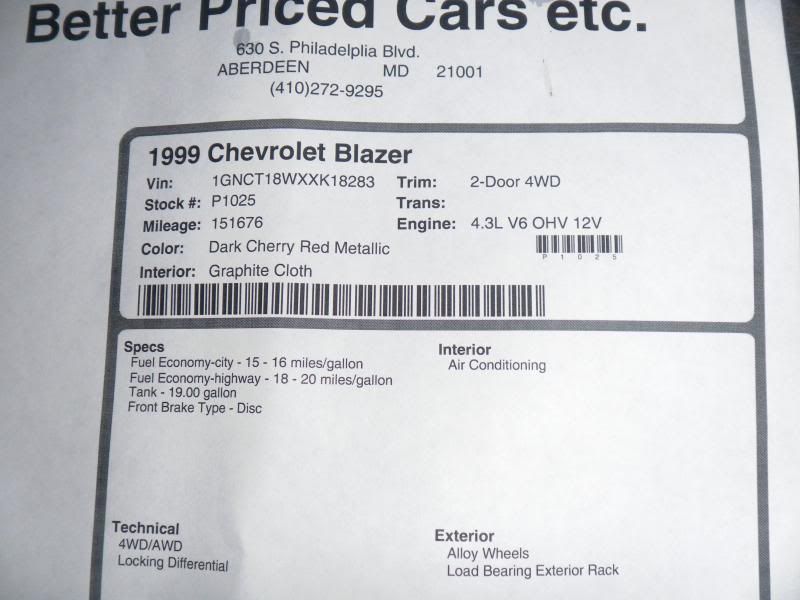 Better Priced Cars etc.
630 S. Philadelplia Blvd.
ABERDEEN MD 21001
(410)272-9295
1999 Chevrolet Blazer
Vin: 1GNCT18WXXK18283 Trim: 2-Door 4WD
Stock #: P1025 Trans:
Mileage: 151676 Engine: 4.3L V6 OHV 12V
Color: Dark Cherry Red Metallic
P1025
Interior: Graphite Cloth
Specs
Fuel Economy-city - 15 - 16 miles/gallon
Fuel Economy-highway - 18 - 20 miles/gallon
Tank - 19.00 gallon
Front Brake Type - Disc
Interior
Air Conditioning
Technical
4WD/AWD
Locking Differential
Exterior
Alloy Wheels
Load Bearing Exterior Rack